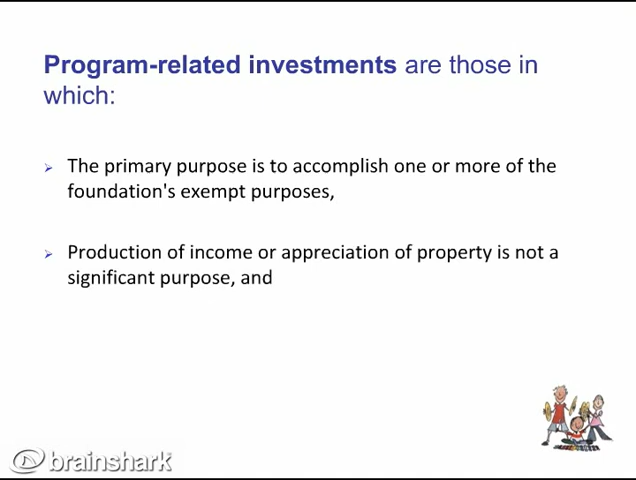 Program-related investments are those in
which:
The primary purpose is to accomplish one or more of the
foundation's exempt purposes,
Production of income or appreciation of property is not a
significant purpose, and
brainshark